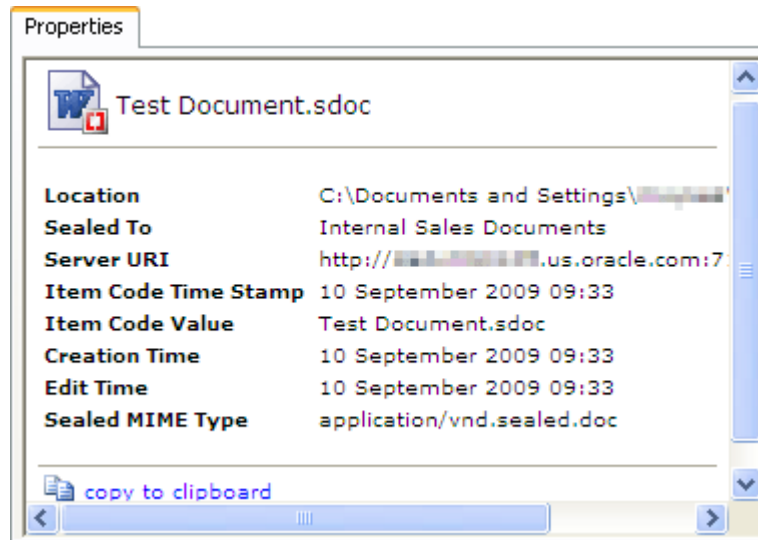 Properties
Test Document.sdoc
Location C:\Documents and Settings\
Sealed To Internal Sales Documents
Server URI http:// .us.oracle.com:7
Item Code Time Stamp 10 September 2009 09:33
Item Code Value Test Document.sdoc
Creation Time 10 September 2009 09:33
Edit Time 10 September 2009 09:33
Sealed MIME Type application/vnd.sealed.doc
copy to clipboard